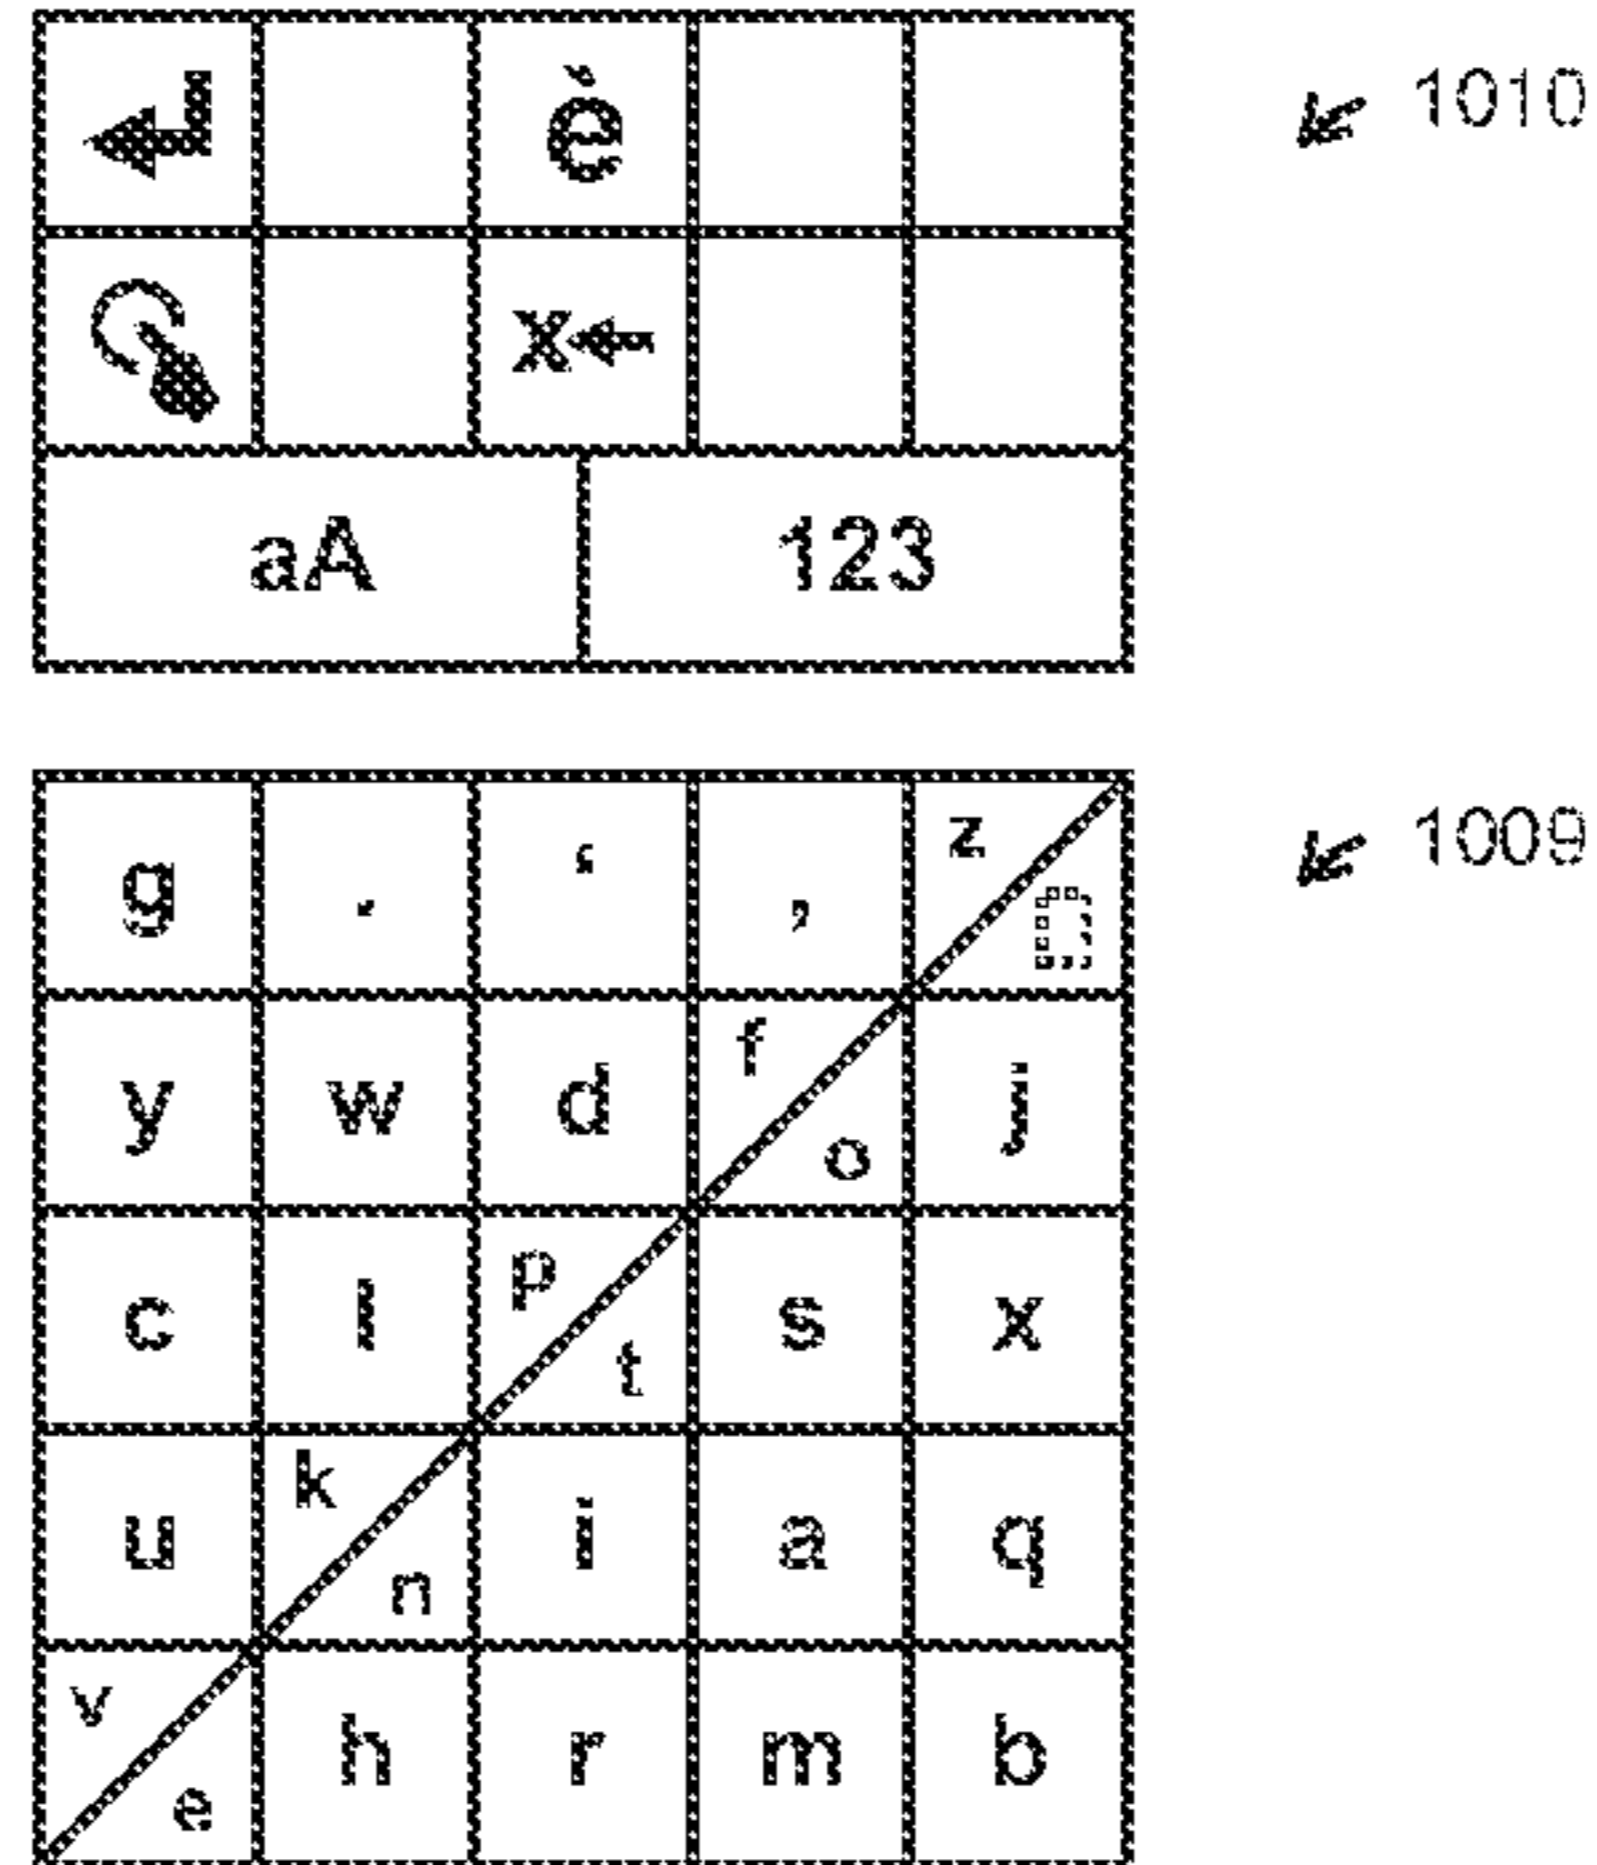 è 1010
x
aA 123
g . ‘ , z 1009
y w d f o j
c l p t s x
u k n i a q
v e h r m b